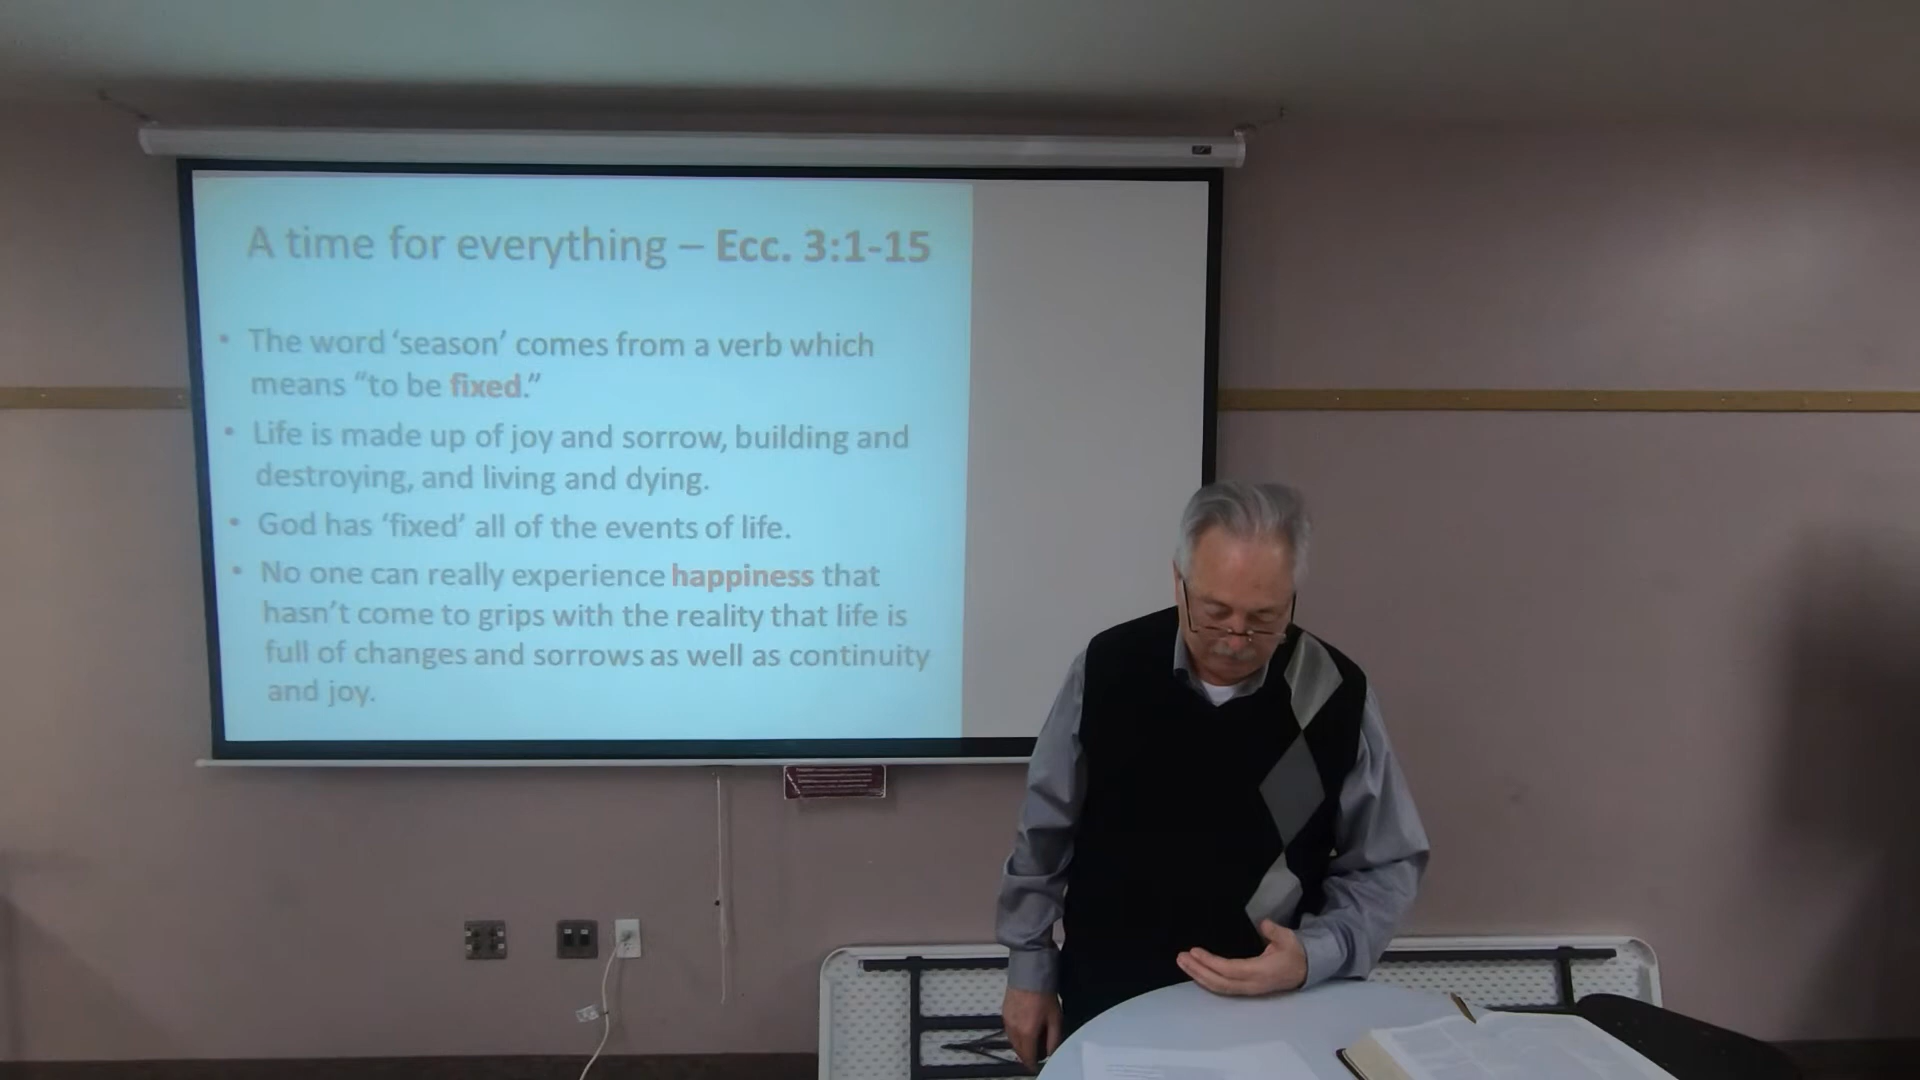 A time for everything – Ecc. 3:1-15
• The word ‘season’ comes from a verb which
means “to be fixed.”
• Life is made up of joy and sorrow, building and
destroying, and living and dying.
• God has ‘fixed’ all of the events of life.
• No one can really experience happiness that
hasn’t come to grips with the reality that life is
full of changes and sorrows as well as continuity
and joy.